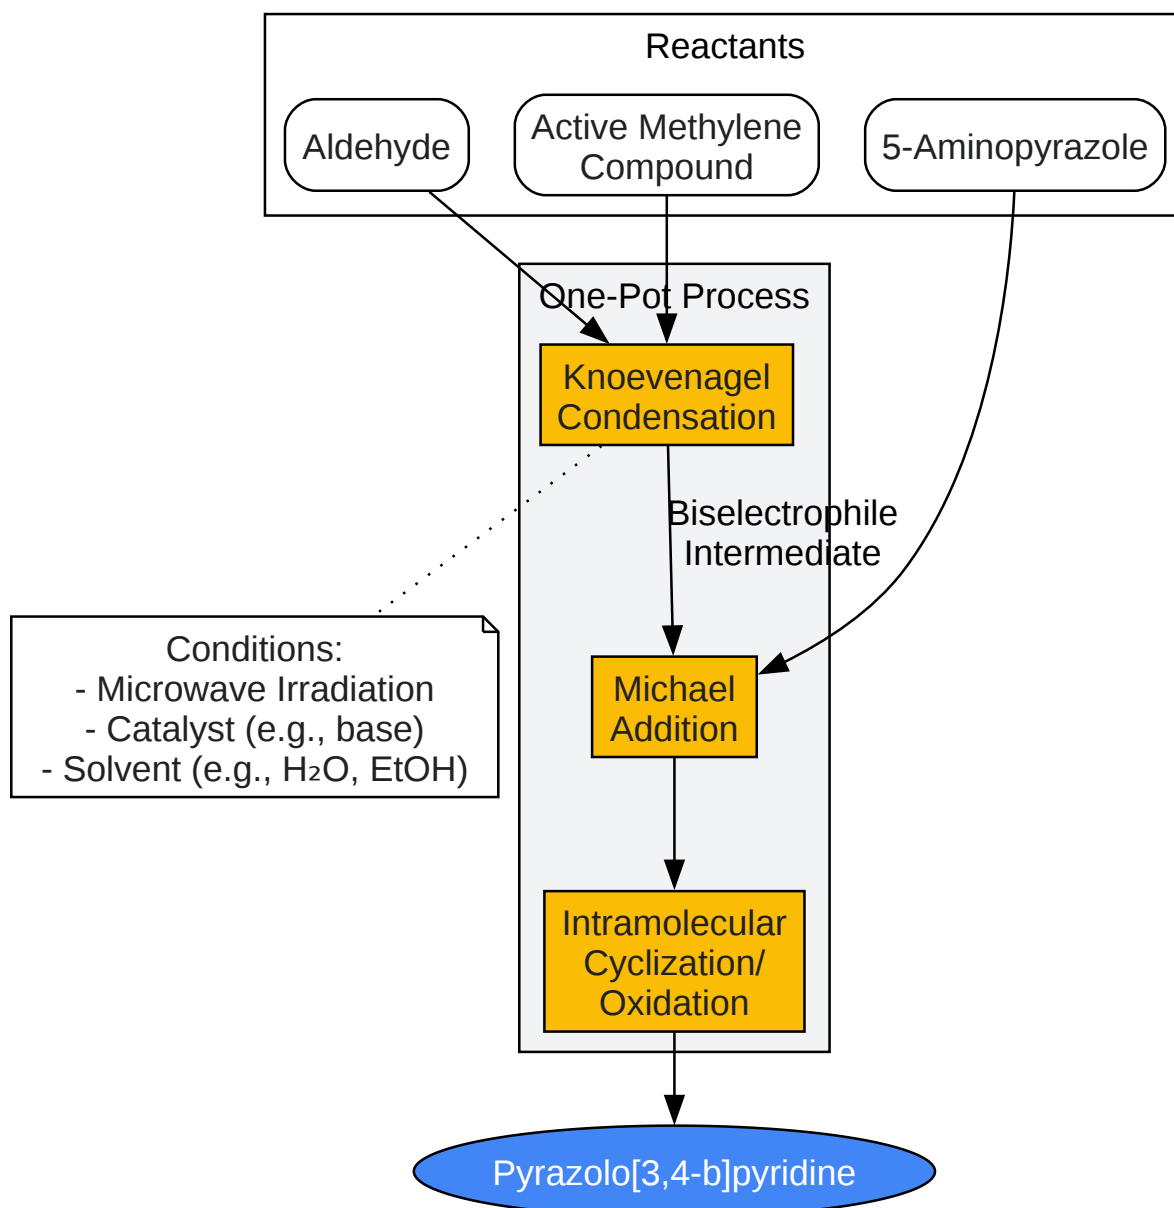 Reactants
Aldehyde
Active Methylene
Compound
5-Aminopyrazole
One-Pot Process
Knoevenagel
Condensation
Biselectrophile
Intermediate
Conditions:
- Microwave Irradiation
- Catalyst (e.g., base)
- Solvent (e.g., H₂O, EtOH)
Michael
Addition
Intramolecular
Cyclization/
Oxidation
Pyrazolo[3,4-b]pyridine